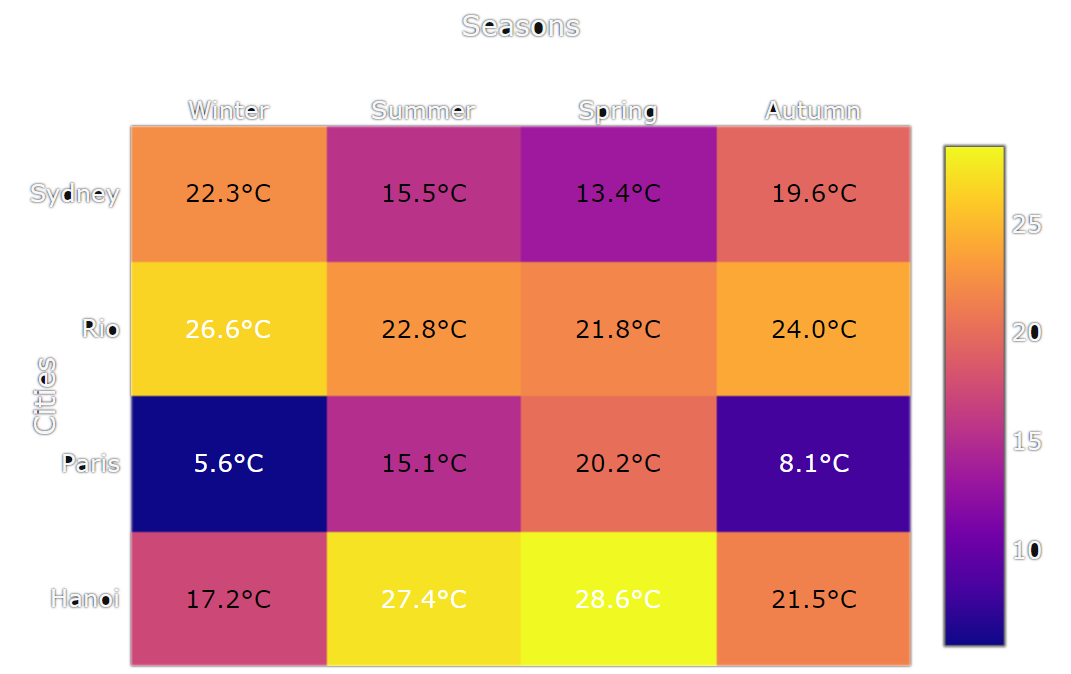 Seasons
Winter Summer Spring Autumn
Sydney 22.3°C 15.5°C 13.4°C 19.6°C
25
Rio 26.6°C 22.8°C 21.8°C 24.0°C
20
Cities
15
Paris 5.6°C 15.1°C 20.2°C 8.1°C
10
Hanoi 17.2°C 27.4°C 28.6°C 21.5°C